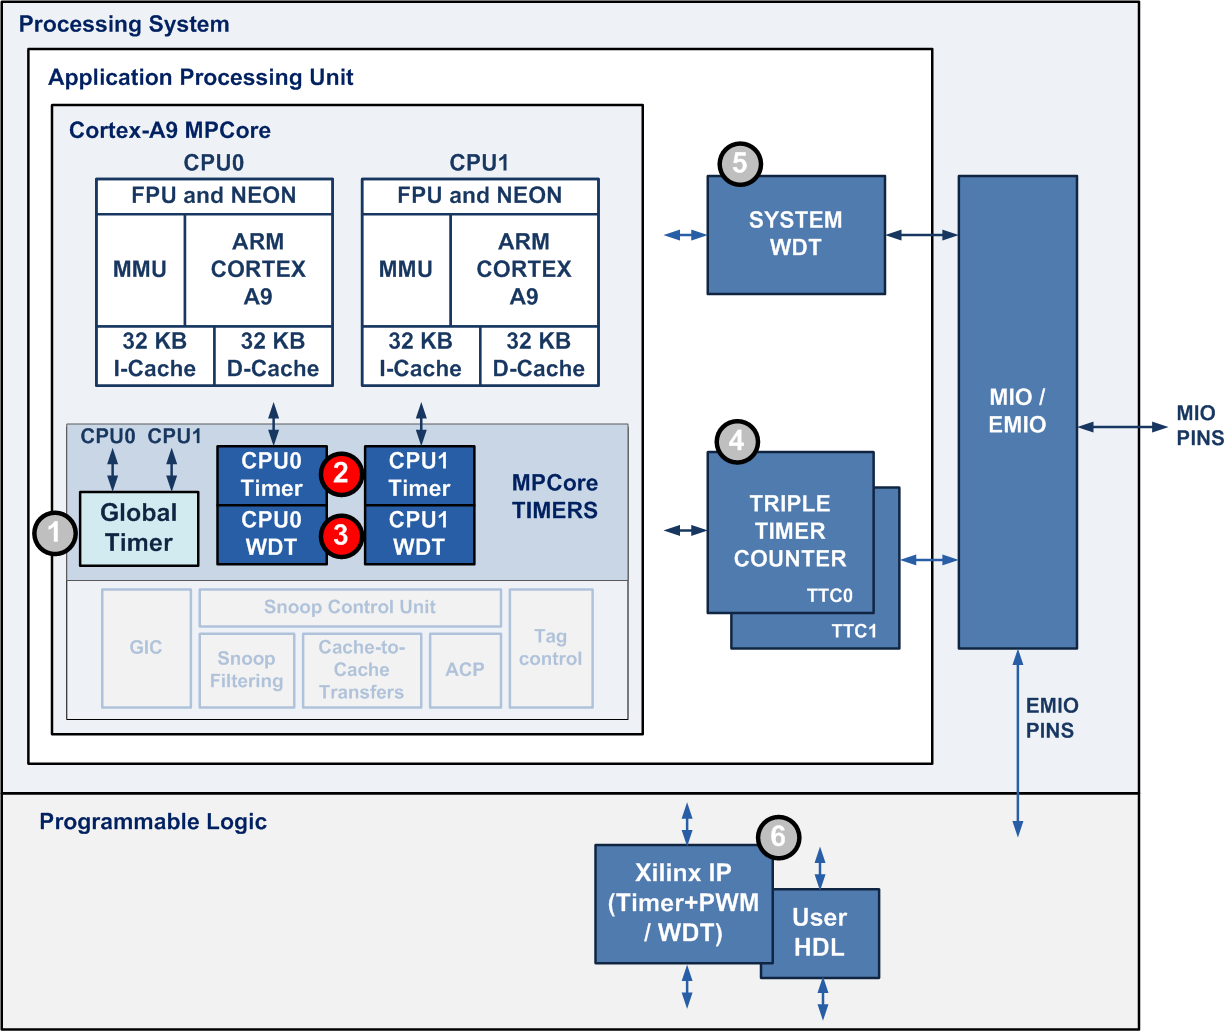 Processing System
Application Processing Unit
Cortex-A9 MPCore
CPU0
FPU and NEON
MMU
ARM
CORTEX
A9
32 KB
I-Cache
32 KB
D-Cache
CPU1
FPU and NEON
MMU
ARM
CORTEX
A9
32 KB
I-Cache
32 KB
D-Cache
CPU0 CPU1
1
Global
Timer
CPU0
Timer
2
CPU1
Timer
CPU0
WDT
3
CPU1
WDT
MPCore
TIMERS
GIC
Snoop Control Unit
Snoop
Filtering
Cache-to-
Cache
Transfers
ACP
Tag
control
5
SYSTEM
WDT
4
TRIPLE
TIMER
COUNTER
TTC0
TTC1
MIO /
EMIO
MIO
PINS
EMIO
PINS
Programmable Logic
6
Xilinx IP
(Timer+PWM
/ WDT)
User
HDL